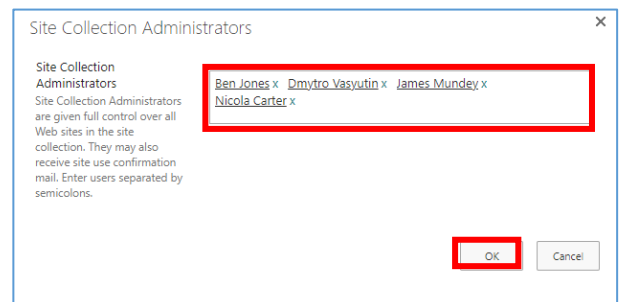 Site Collection Administrators
×
Site Collection
Administrators
Site Collection Administrators
are given full control over all
Web sites in the site
collection. They may also
receive site use confirmation
mail. Enter users separated by
semicolons.
Ben Jones x Dmytro Vasyutin x James Mundey x
Nicola Carter x
OK Cancel